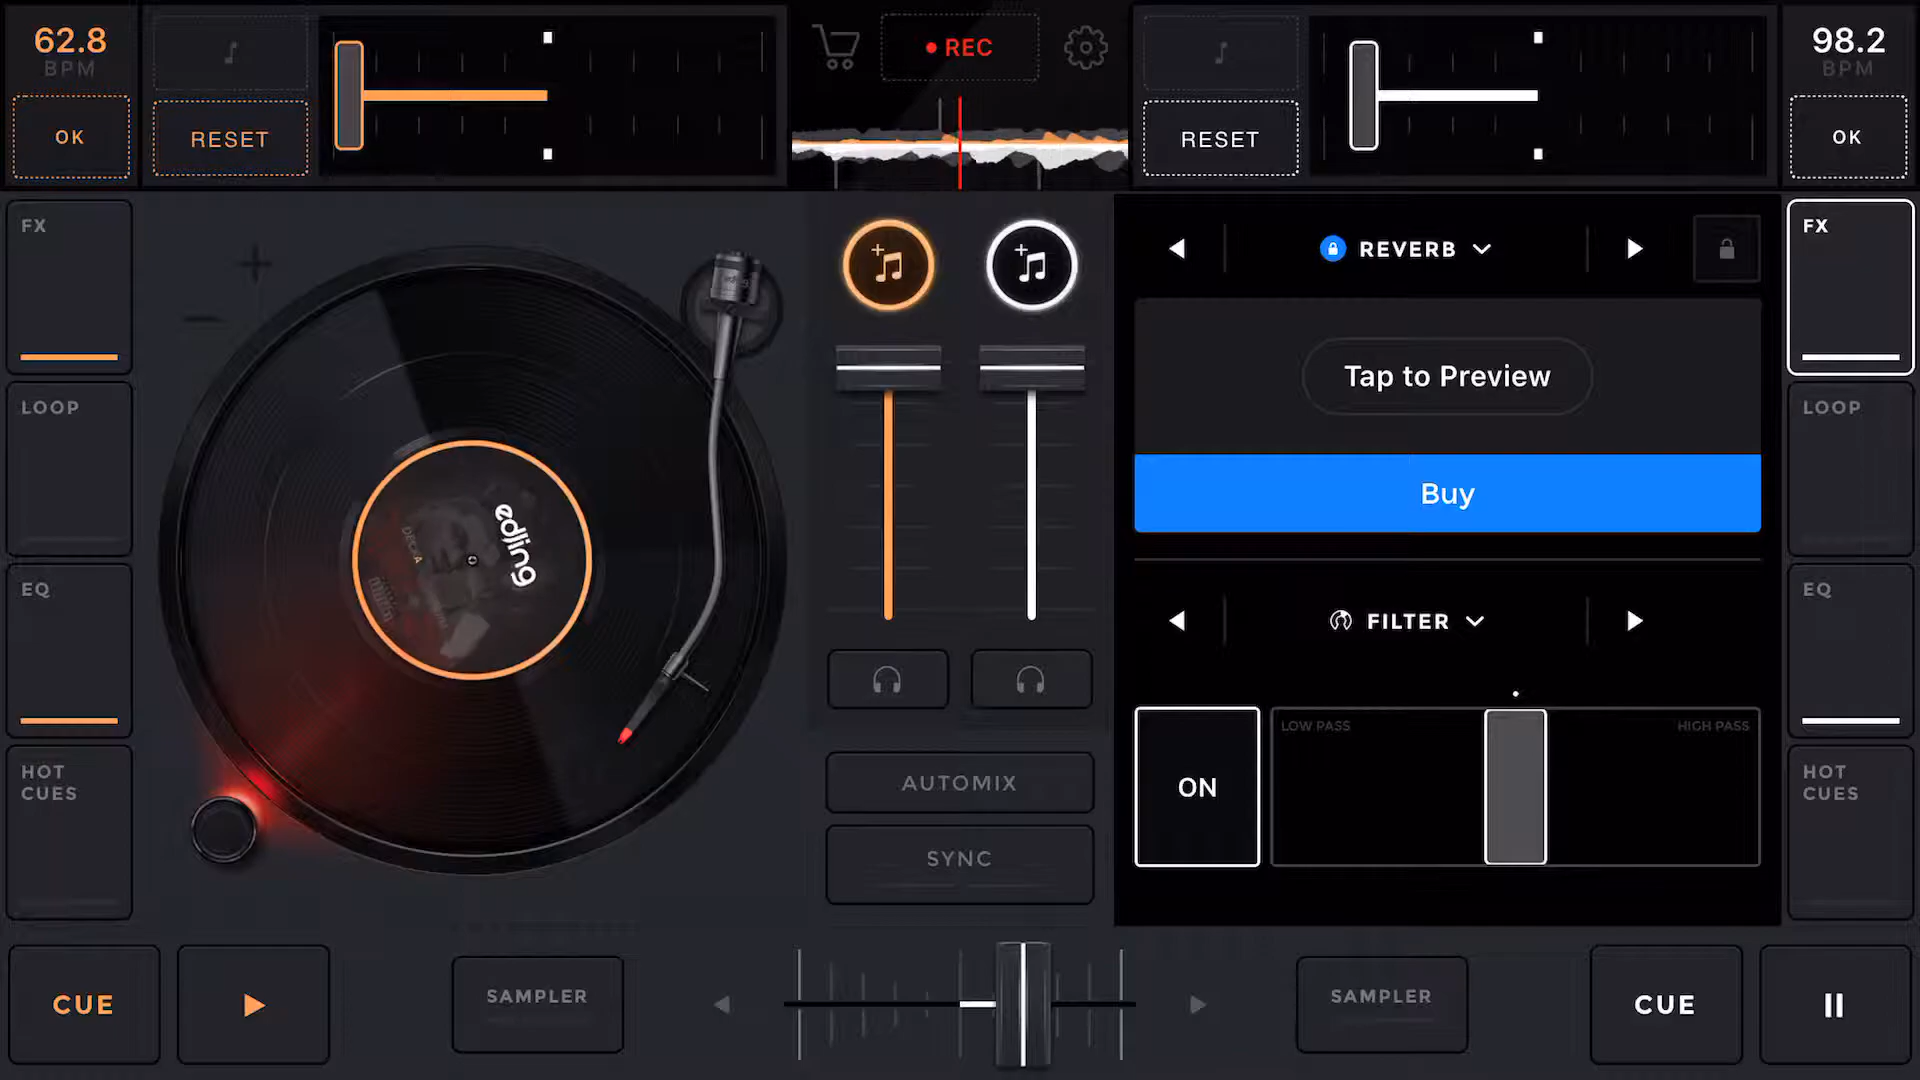 62.8
BPM
OK
RESET
REC
RESET
98.2
BPM
OK
FX
LOOP
EQ
HOT
CUES
edjing
DECK A
AUTOMIX
SYNC
REVERB
Tap to Preview
Buy
FILTER
ON
LOW PASS
HIGH PASS
FX
LOOP
EQ
HOT
CUES
CUE
SAMPLER
SAMPLER
CUE